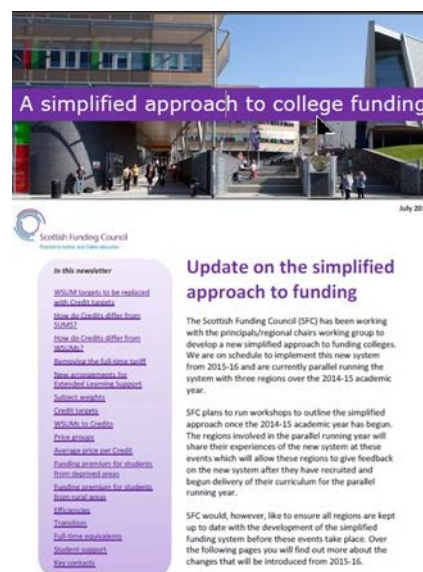 A simplified approach to college funding
July 20
Scottish Funding Council
Promoting further and higher education
In this newsletter
WSUM targets to be replaced
with Credit targets
How do Credits differ from
SUMS?
How do Credits differ from
WSUMs?
Removing the full-time tariff
New arrangements for
Extended Learning Support
Subject weights
Credit targets
WSUMs to Credits
Price groups
Average price per Credit
Funding premium for students
from deprived areas
Funding premium for students
from rural areas
Efficiencies
Transition
Full-time equivalents
Student support
Key contacts
Update on the simplified
approach to funding
The Scottish Funding Council (SFC) has been working
with the principals/regional chairs working group to
develop a new simplified approach to funding colleges.
We are on schedule to implement this new system
from 2015-16 and are currently parallel running the
system with three regions over the 2014-15 academic
year.
SFC plans to run workshops to outline the simplified
approach once the 2014-15 academic year has begun.
The regions involved in the parallel running year will
share their experiences of the new system at these
events which will allow these regions to give feedback
on the new system after they have recruited and
begun delivery of their curriculum for the parallel
running year.
SFC would, however, like to ensure all regions are kept
up to date with the development of the simplified
funding system before these events take place. Over
the following pages you will find out more about the
changes that will be introduced from 2015-16.